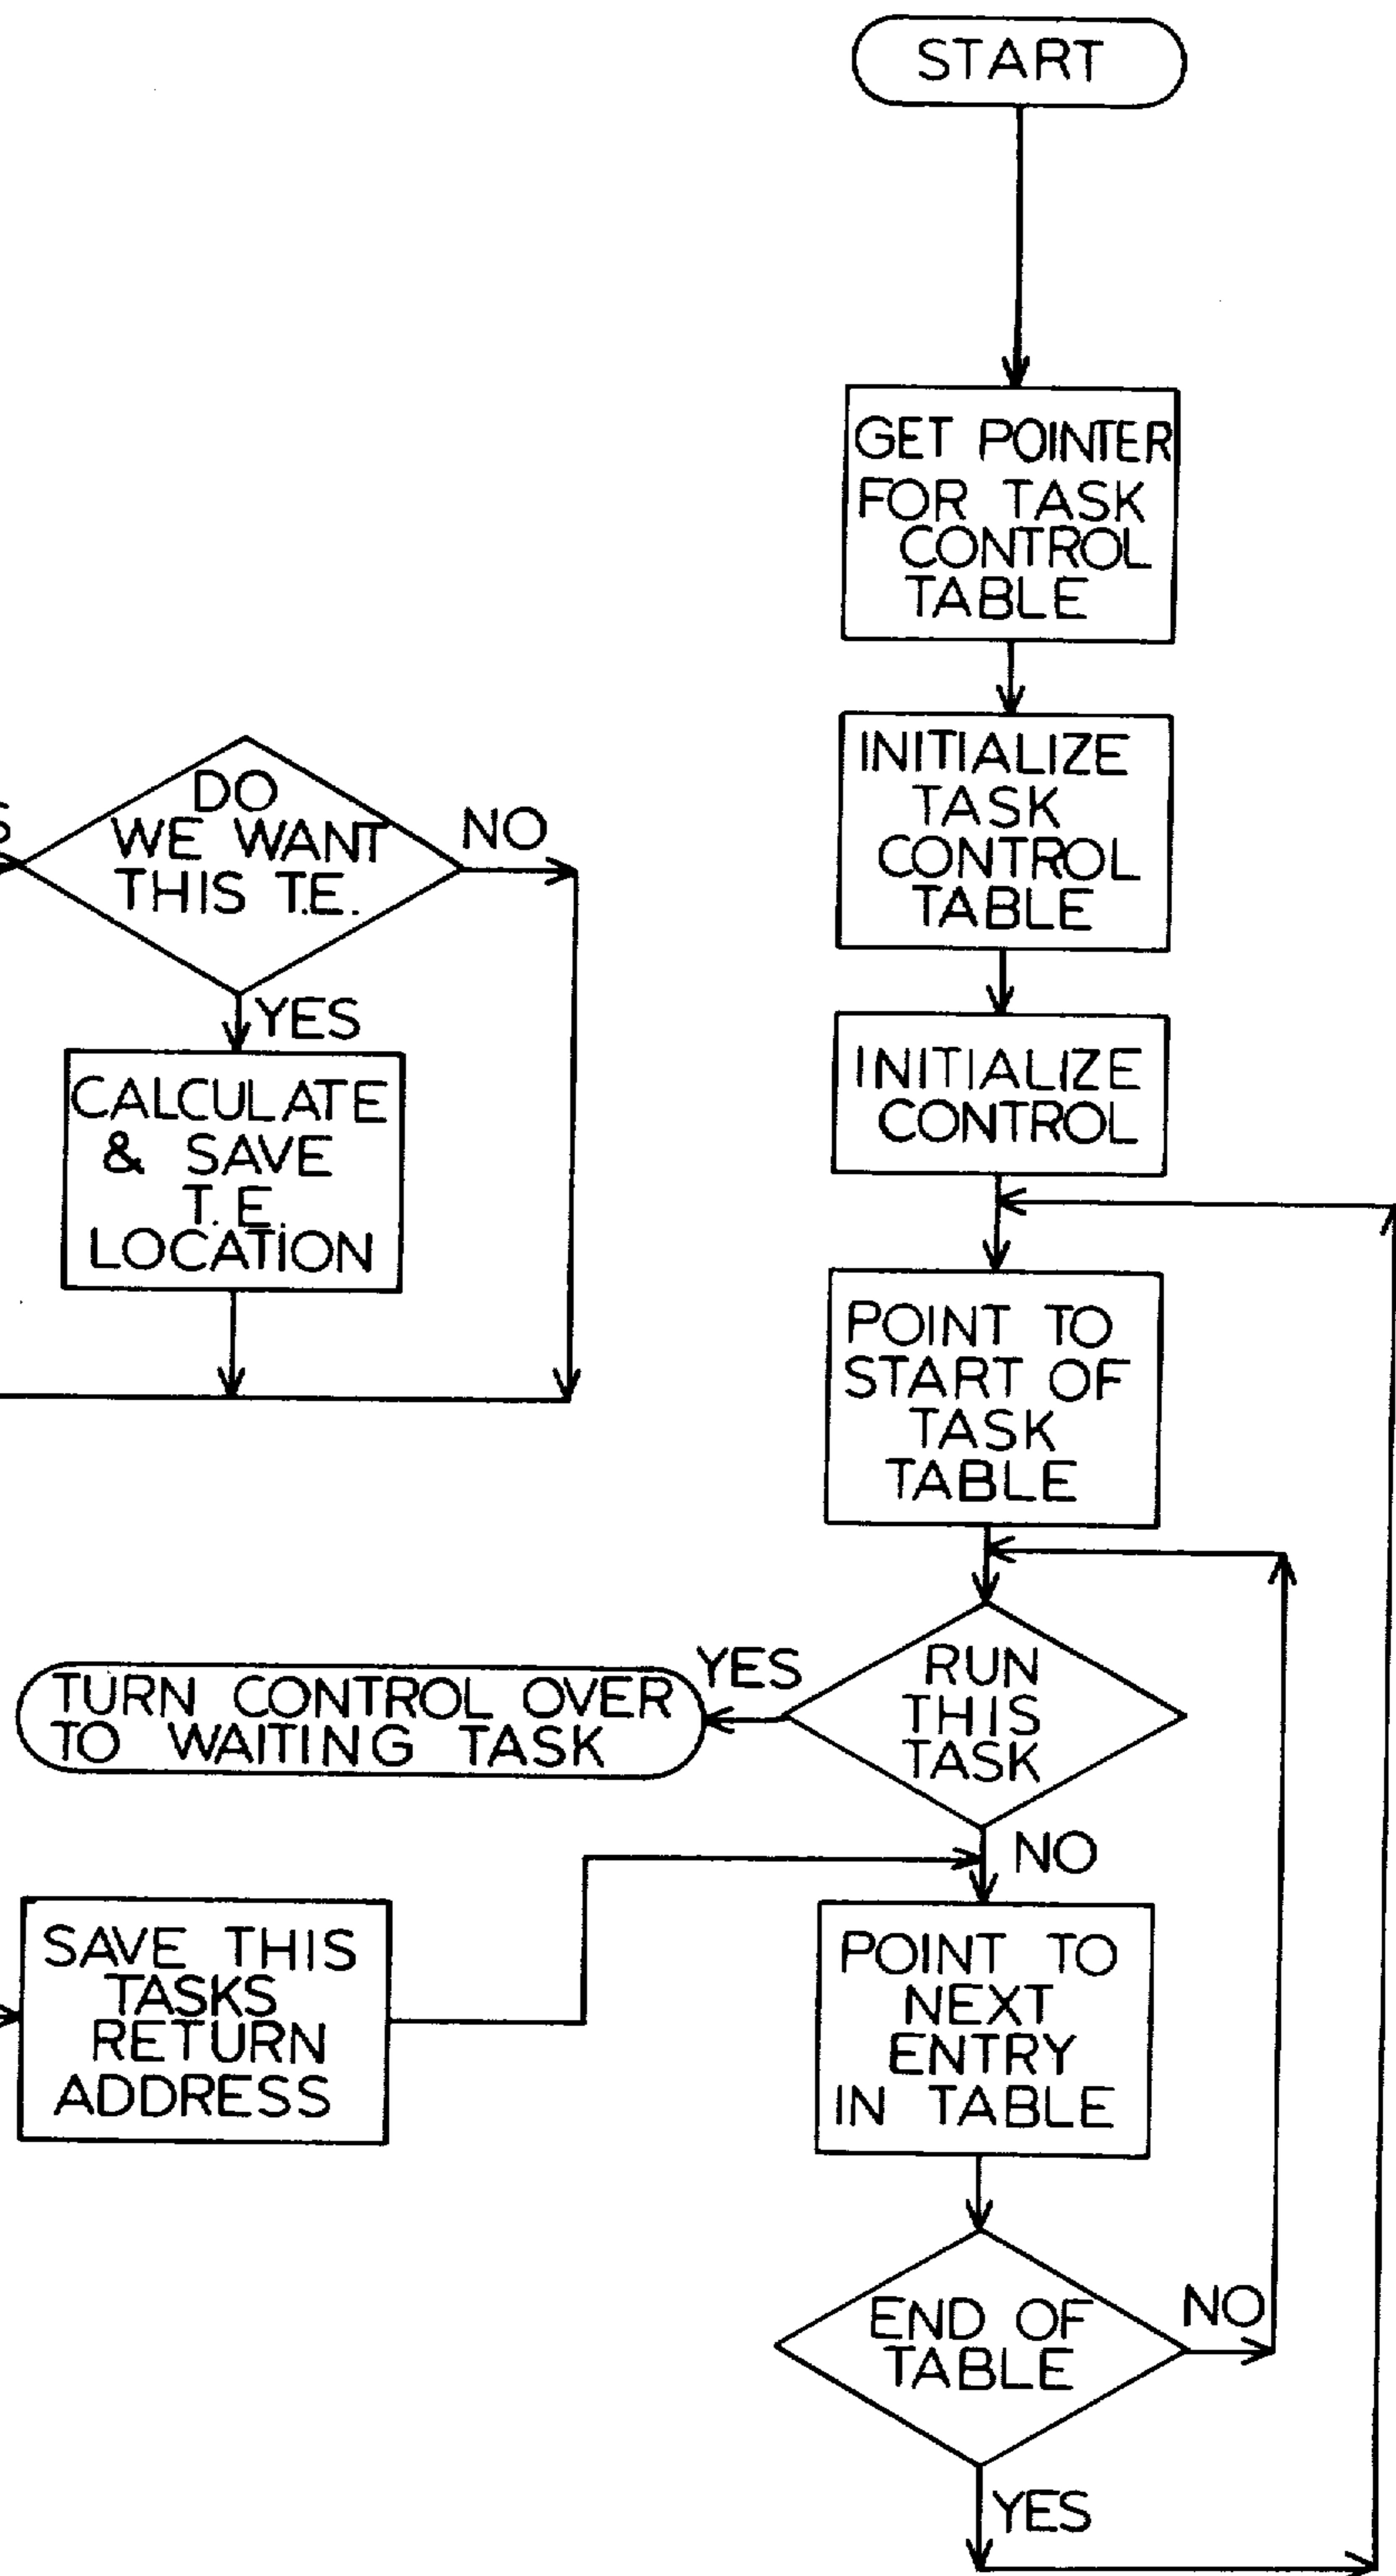 START
GET POINTER
FOR TASK
CONTROL
TABLE
INITIALIZE
TASK
CONTROL
TABLE
INITIALIZE
CONTROL
POINT TO
START OF
TASK
TABLE
RUN
THIS
TASK
YES
TURN CONTROL OVER
TO WAITING TASK
NO
POINT TO
NEXT
ENTRY
IN TABLE
END OF
TABLE
NO
YES
DO
WE WANT
THIS T.E.
NO
YES
CALCULATE
& SAVE
T.E.
LOCATION
SAVE THIS
TASKS
RETURN
ADDRESS